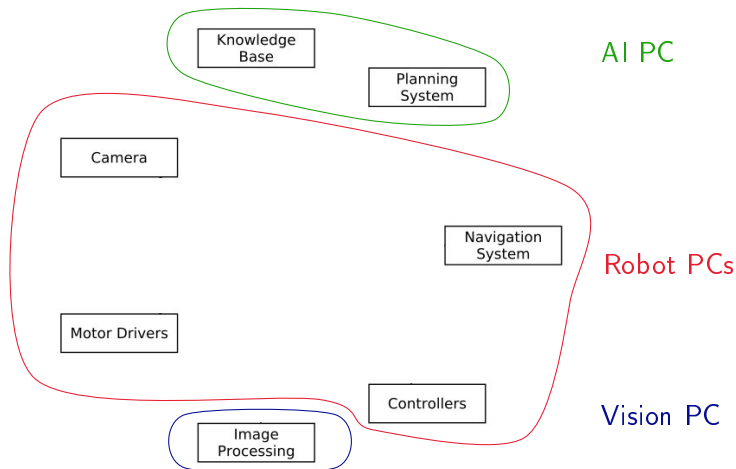 Knowledge
Base
AI PC
Planning
System
Camera
Navigation
System
Robot PCs
Motor Drivers
Controllers
Vision PC
Image
Processing